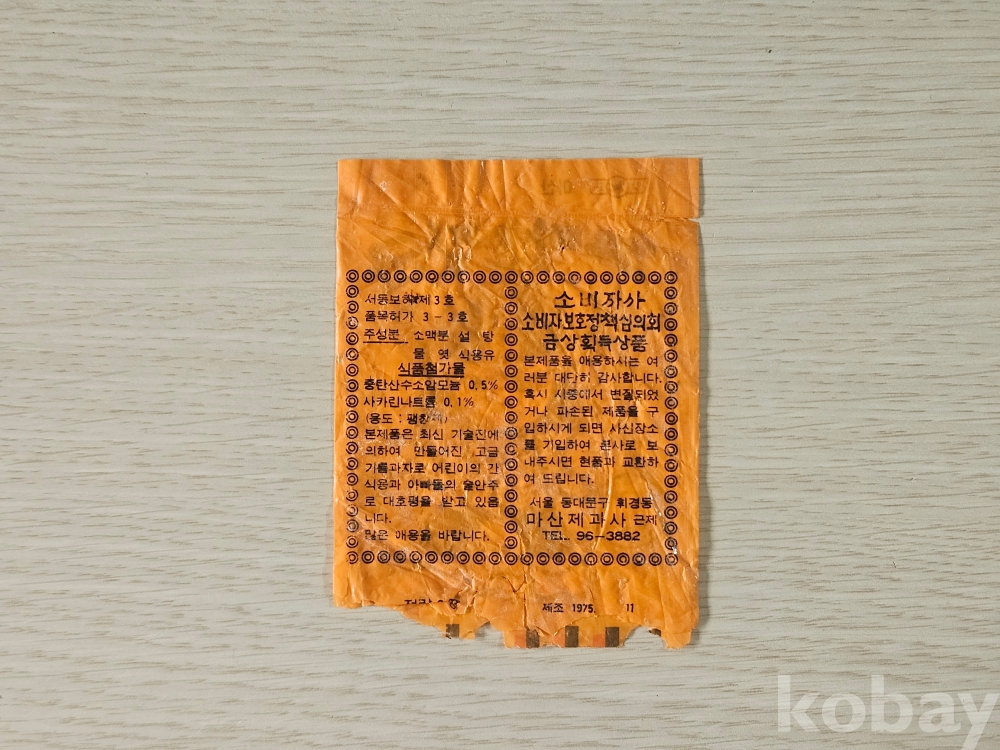 서동보허제 3 호
품목허가 3 - 3 호
주성분 소맥분 설 탕
물 엿 식용유
식품첨가물
중탄산수소암모늄 0.5%
사카린나트륨 0.1%
(용도 : 팽창제)
본제품은 최신 기술진에
의하여 만들어진 고급
기름과자로 어린이의 간
식용과 아빠들의 술안주
로 대호평을 받고 있읍
니다.
많은 애용을 바랍니다.
소비자사
소비자보호정책심의회
금상획득상품
본제품을 애용하시는 여
러분 대단히 감사합니다.
혹시 시중에서 변질되었
거나 파손된 제품을 구
입하시게 되면 사신장소
를 기입하여 본사로 보
내주시면 현품과 교환하
여 드립니다.
서울 동대문구 휘경동
마산제과사 근제
TEL. 96-3882
제조 1975. 11
kobay